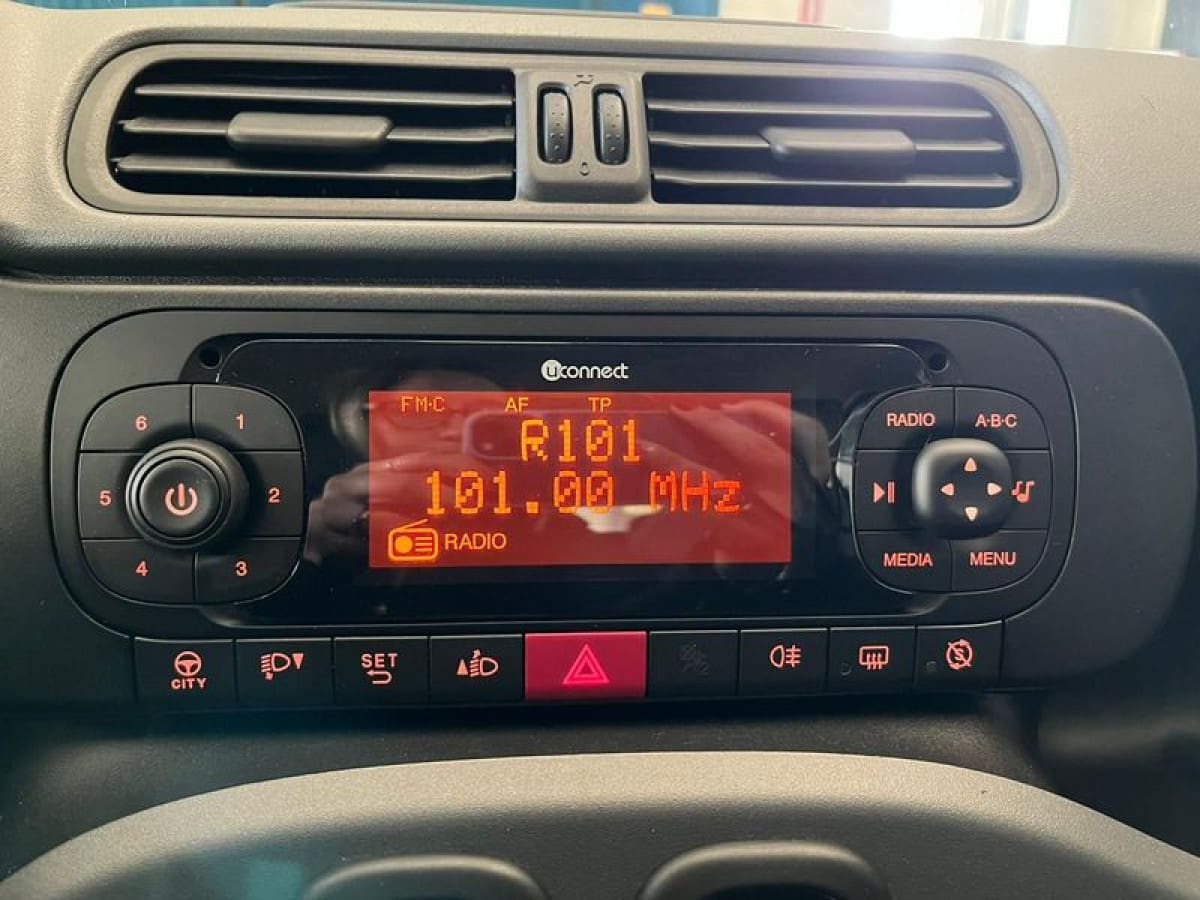 uconnect
FM·C AF TP
R101
101.00 MHz
RADIO
6 1
5 2
4 3
RADIO A·B·C
MEDIA MENU
CITY
SET